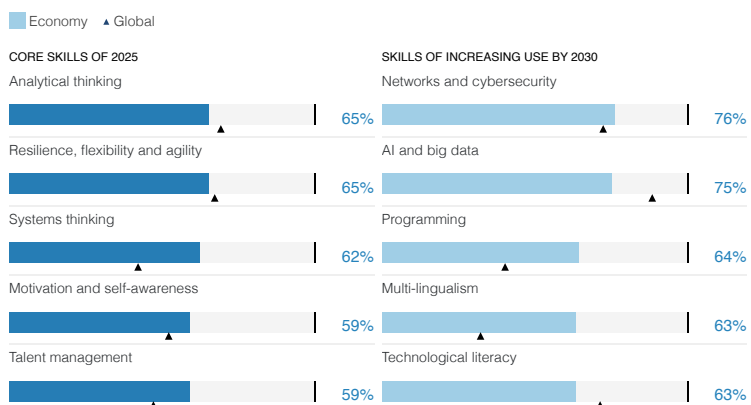 Economy ▲ Global
CORE SKILLS OF 2025
Analytical thinking
65%
Resilience, flexibility and agility
65%
Systems thinking
62%
Motivation and self-awareness
59%
Talent management
59%
SKILLS OF INCREASING USE BY 2030
Networks and cybersecurity
76%
AI and big data
75%
Programming
64%
Multi-lingualism
63%
Technological literacy
63%